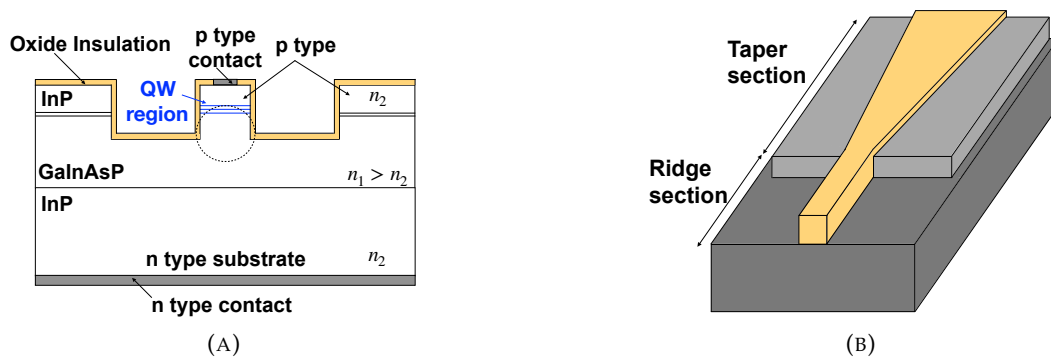 Oxide Insulation
p type
contact
p type
QW
region
InP
n₂
GaInAsP
n₁ > n₂
InP
n type substrate
n₂
n type contact
(A)
Taper
section
Ridge
section
(B)